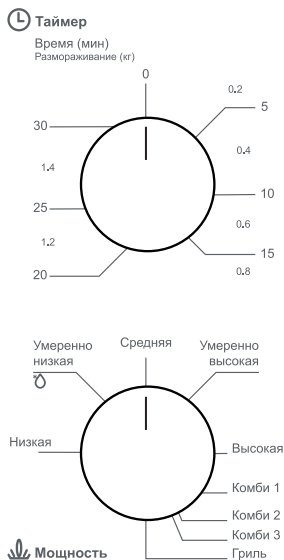 Таймер
Время (мин)
Размораживание (кг)
0
0.2
5
30
0.4
1.4
10
25
0.6
1.2
15
20
0.8
Умеренно
низкая
Средняя
Умеренно
высокая
Низкая
Высокая
Комби 1
Комби 2
Комби 3
Гриль
Мощность